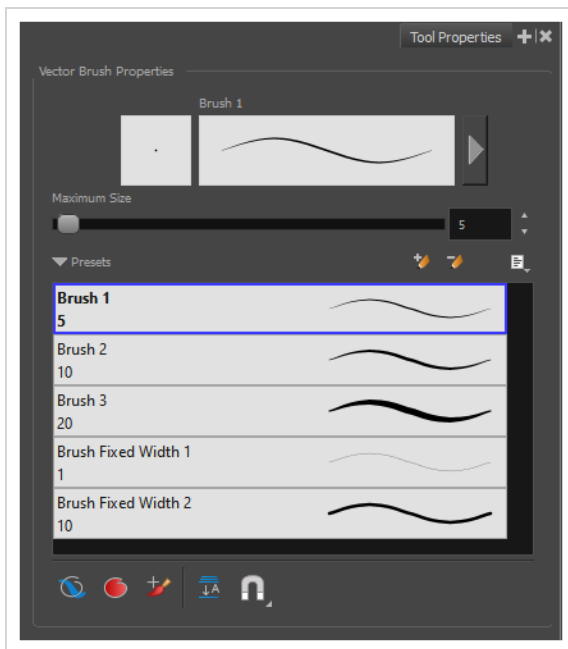 Tool Properties
Vector Brush Properties
Brush 1
Maximum Size
5
Presets
Brush 1
5
Brush 2
10
Brush 3
20
Brush Fixed Width 1
1
Brush Fixed Width 2
10
A